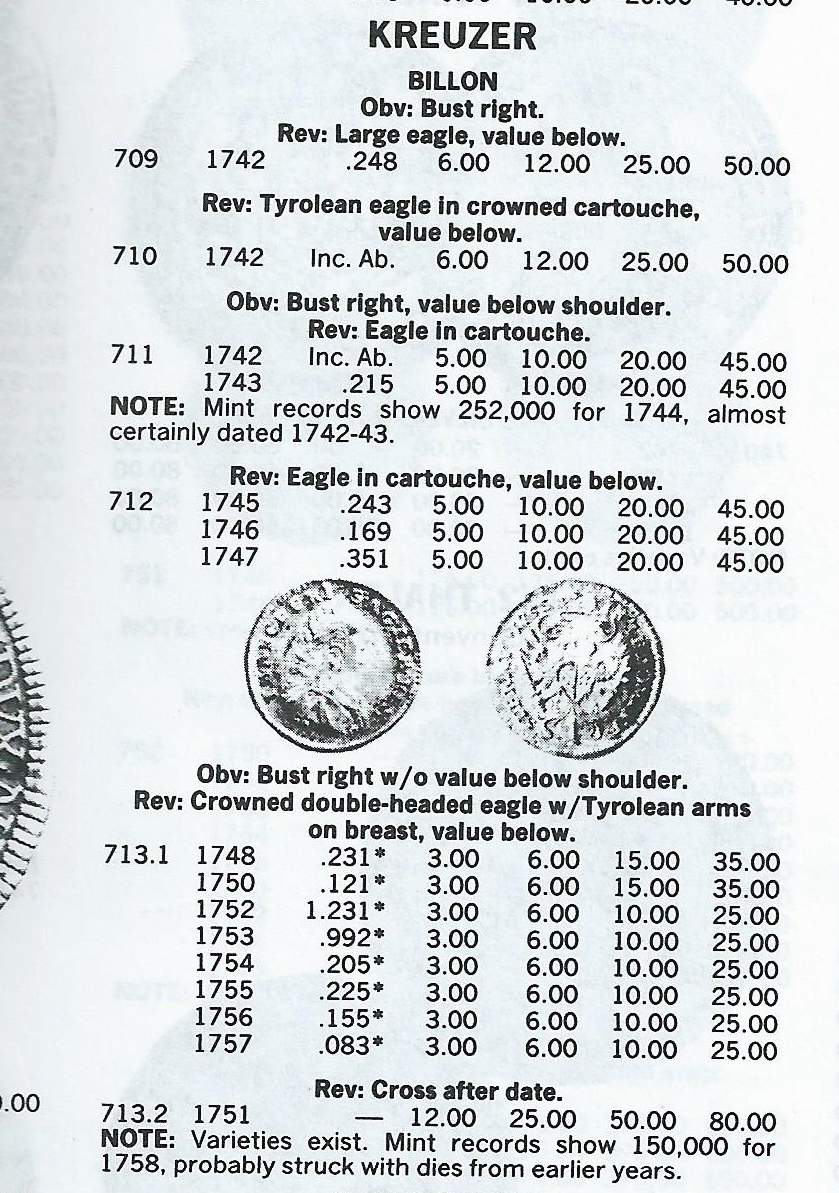 KREUZER
BILLON
Obv: Bust right.
Rev: Large eagle, value below.
709 1742 .248 6.00 12.00 25.00 50.00
Rev: Tyrolean eagle in crowned cartouche,
value below.
710 1742 Inc. Ab. 6.00 12.00 25.00 50.00
Obv: Bust right, value below shoulder.
Rev: Eagle in cartouche.
711 1742 Inc. Ab. 5.00 10.00 20.00 45.00
1743 .215 5.00 10.00 20.00 45.00
NOTE: Mint records show 252,000 for 1744, almost
certainly dated 1742-43.
Rev: Eagle in cartouche, value below.
712 1745 .243 5.00 10.00 20.00 45.00
1746 .169 5.00 10.00 20.00 45.00
1747 .351 5.00 10.00 20.00 45.00
Obv: Bust right w/o value below shoulder.
Rev: Crowned double-headed eagle w/Tyrolean arms
on breast, value below.
713.1 1748 .231* 3.00 6.00 15.00 35.00
1750 .121* 3.00 6.00 15.00 35.00
1752 1.231* 3.00 6.00 10.00 25.00
1753 .992* 3.00 6.00 10.00 25.00
1754 .205* 3.00 6.00 10.00 25.00
1755 .225* 3.00 6.00 10.00 25.00
1756 .155* 3.00 6.00 10.00 25.00
1757 .083* 3.00 6.00 10.00 25.00
Rev: Cross after date.
713.2 1751 — 12.00 25.00 50.00 80.00
NOTE: Varieties exist. Mint records show 150,000 for
1758, probably struck with dies from earlier years.